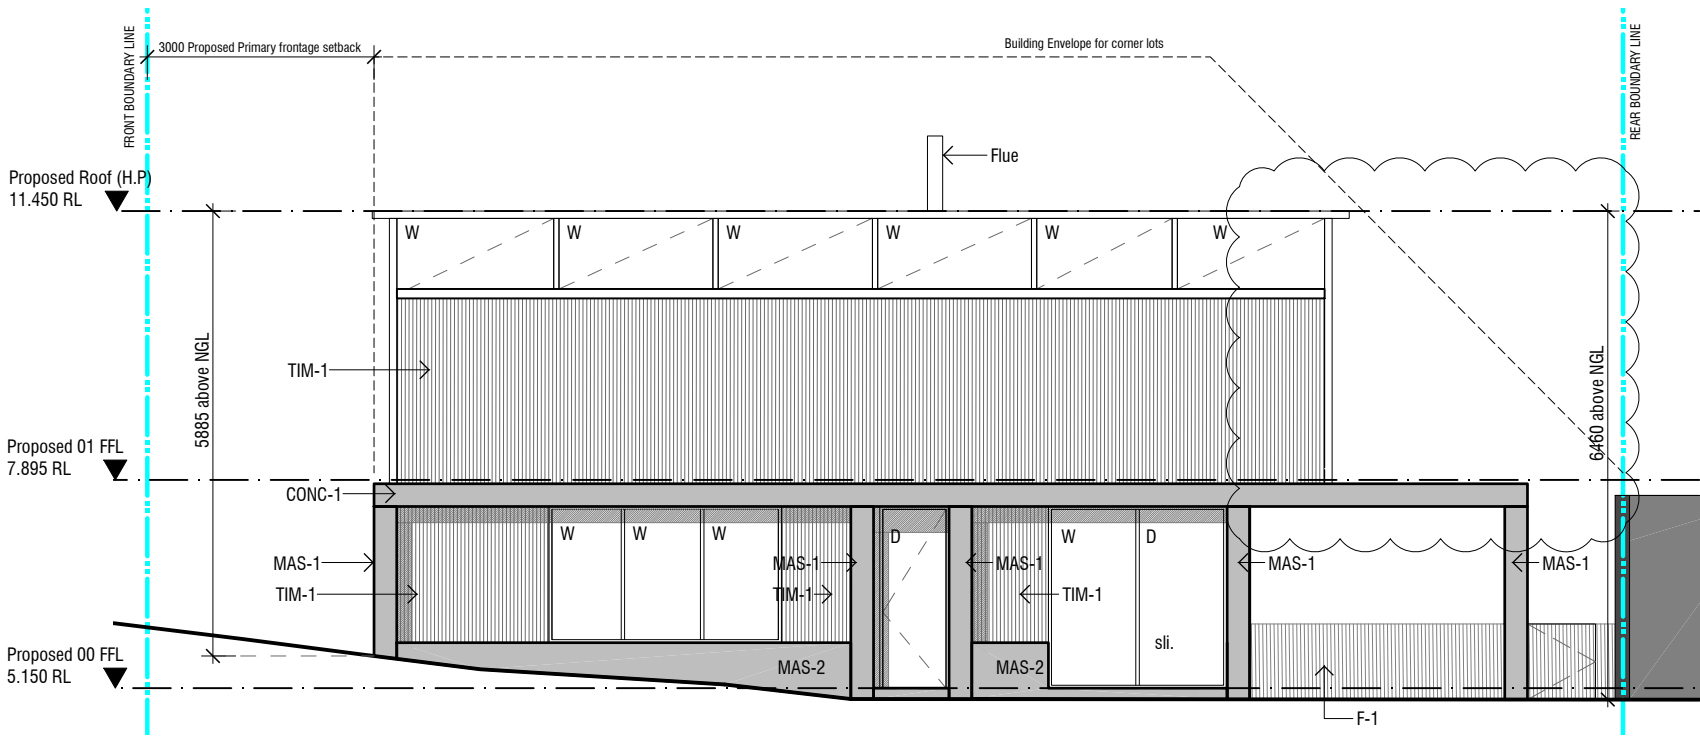 FRONT BOUNDARY LINE
3000 Proposed Primary frontage setback
Building Envelope for corner lots
REAR BOUNDARY LINE
Flue
Proposed Roof (H.P)
11.450 RL
W
W
W
W
W
W
5885 above NGL
TIM-1
6460 above NGL
Proposed 01 FFL
7.895 RL
CONC-1
W
W
W
D
W
D
MAS-1
MAS-1
MAS-1
MAS-1
MAS-1
TIM-1
TIM-1
TIM-1
sli.
Proposed 00 FFL
5.150 RL
MAS-2
MAS-2
F-1